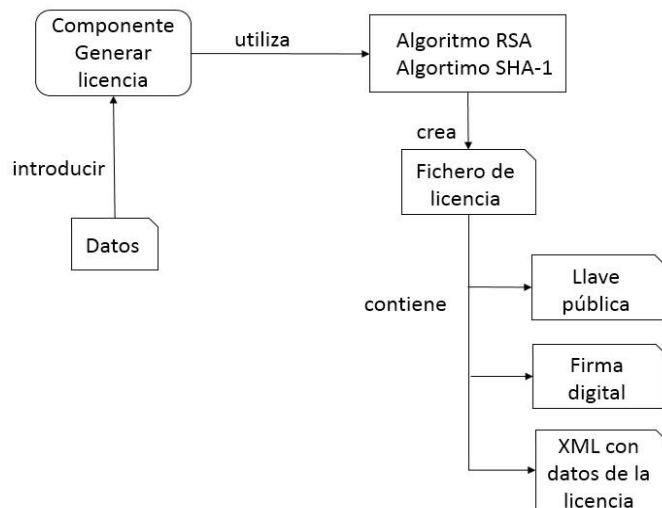 Componente
Generar
licencia
utiliza
Algoritmo RSA
Algortimo SHA-1
crea
introducir
Fichero de
licencia
Datos
contiene
Llave
pública
Firma
digital
XML con
datos de la
licencia